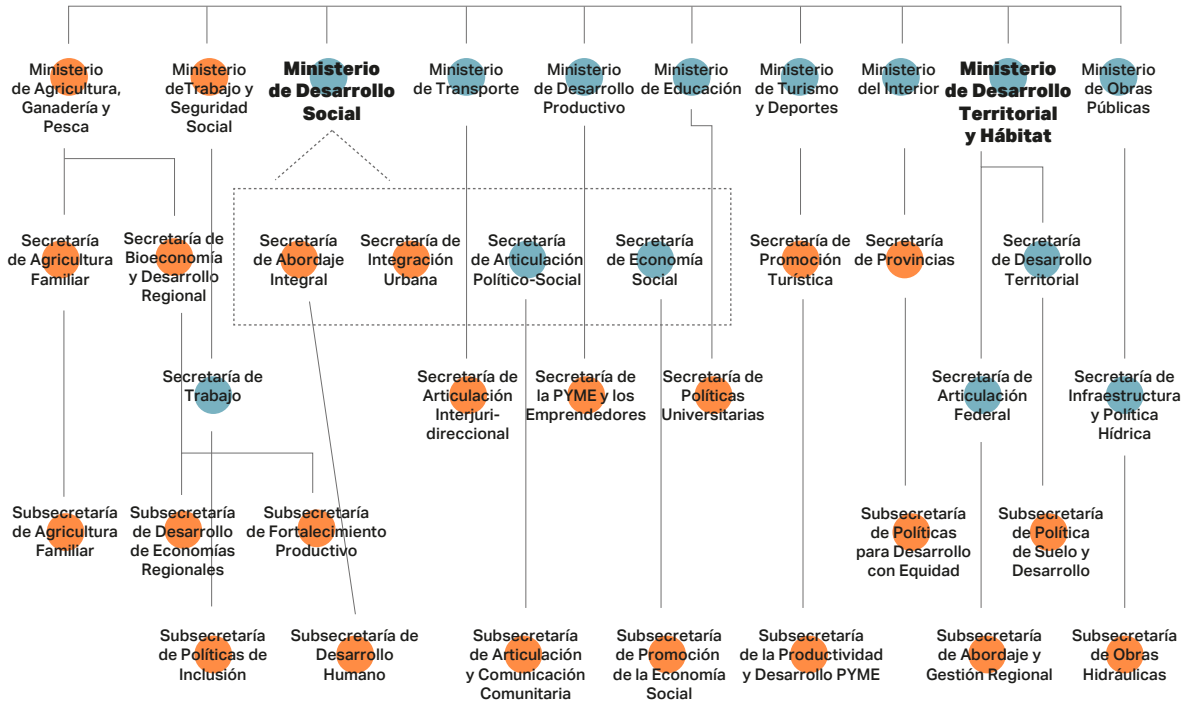 Ministerio
de Agricultura,
Ganadería y
Pesca
Ministerio
de Trabajo y
Seguridad
Social
Ministerio
de Desarrollo
Social
Ministerio
de Transporte
Ministerio
de Desarrollo
Productivo
Ministerio
de Educación
Ministerio
de Turismo
y Deportes
Ministerio
del Interior
Ministerio
de Desarrollo
Territorial
y Hábitat
Ministerio
de Obras
Públicas
Secretaría
de Agricultura
Familiar
Secretaría de
Bioeconomía
y Desarrollo
Regional
Secretaría
de Abordaje
Integral
Secretaría de
Integración
Urbana
Secretaría
de Articulación
Político-Social
Secretaría
de Economía
Social
Secretaría de
Promoción
Turística
Secretaría
de Provincias
Secretaría
de Desarrollo
Territorial
Secretaría de
Trabajo
Secretaría de
Articulación
Interjuri-
direccional
Secretaría de
la PYME y los
Emprendedores
Secretaría de
Políticas
Universitarias
Secretaría de
Articulación
Federal
Secretaría de
Infraestructura
y Política
Hídrica
Subsecretaría
de Agricultura
Familiar
Subsecretaría
de Desarrollo
de Economías
Regionales
Subsecretaría
de Fortalecimiento
Productivo
Subsecretaría
de Políticas
para Desarrollo
con Equidad
Subsecretaría
de Política
de Suelo y
Desarrollo
Subsecretaría
de Políticas de
Inclusión
Subsecretaría de
Desarrollo
Humano
Subsecretaría
de Articulación
y Comunicación
Comunitaria
Subsecretaría
de Promoción
de la Economía
Social
Subsecretaría
de la Productividad
y Desarrollo PYME
Subsecretaría
de Abordaje y
Gestión Regional
Subsecretaría
de Obras
Hidráulicas